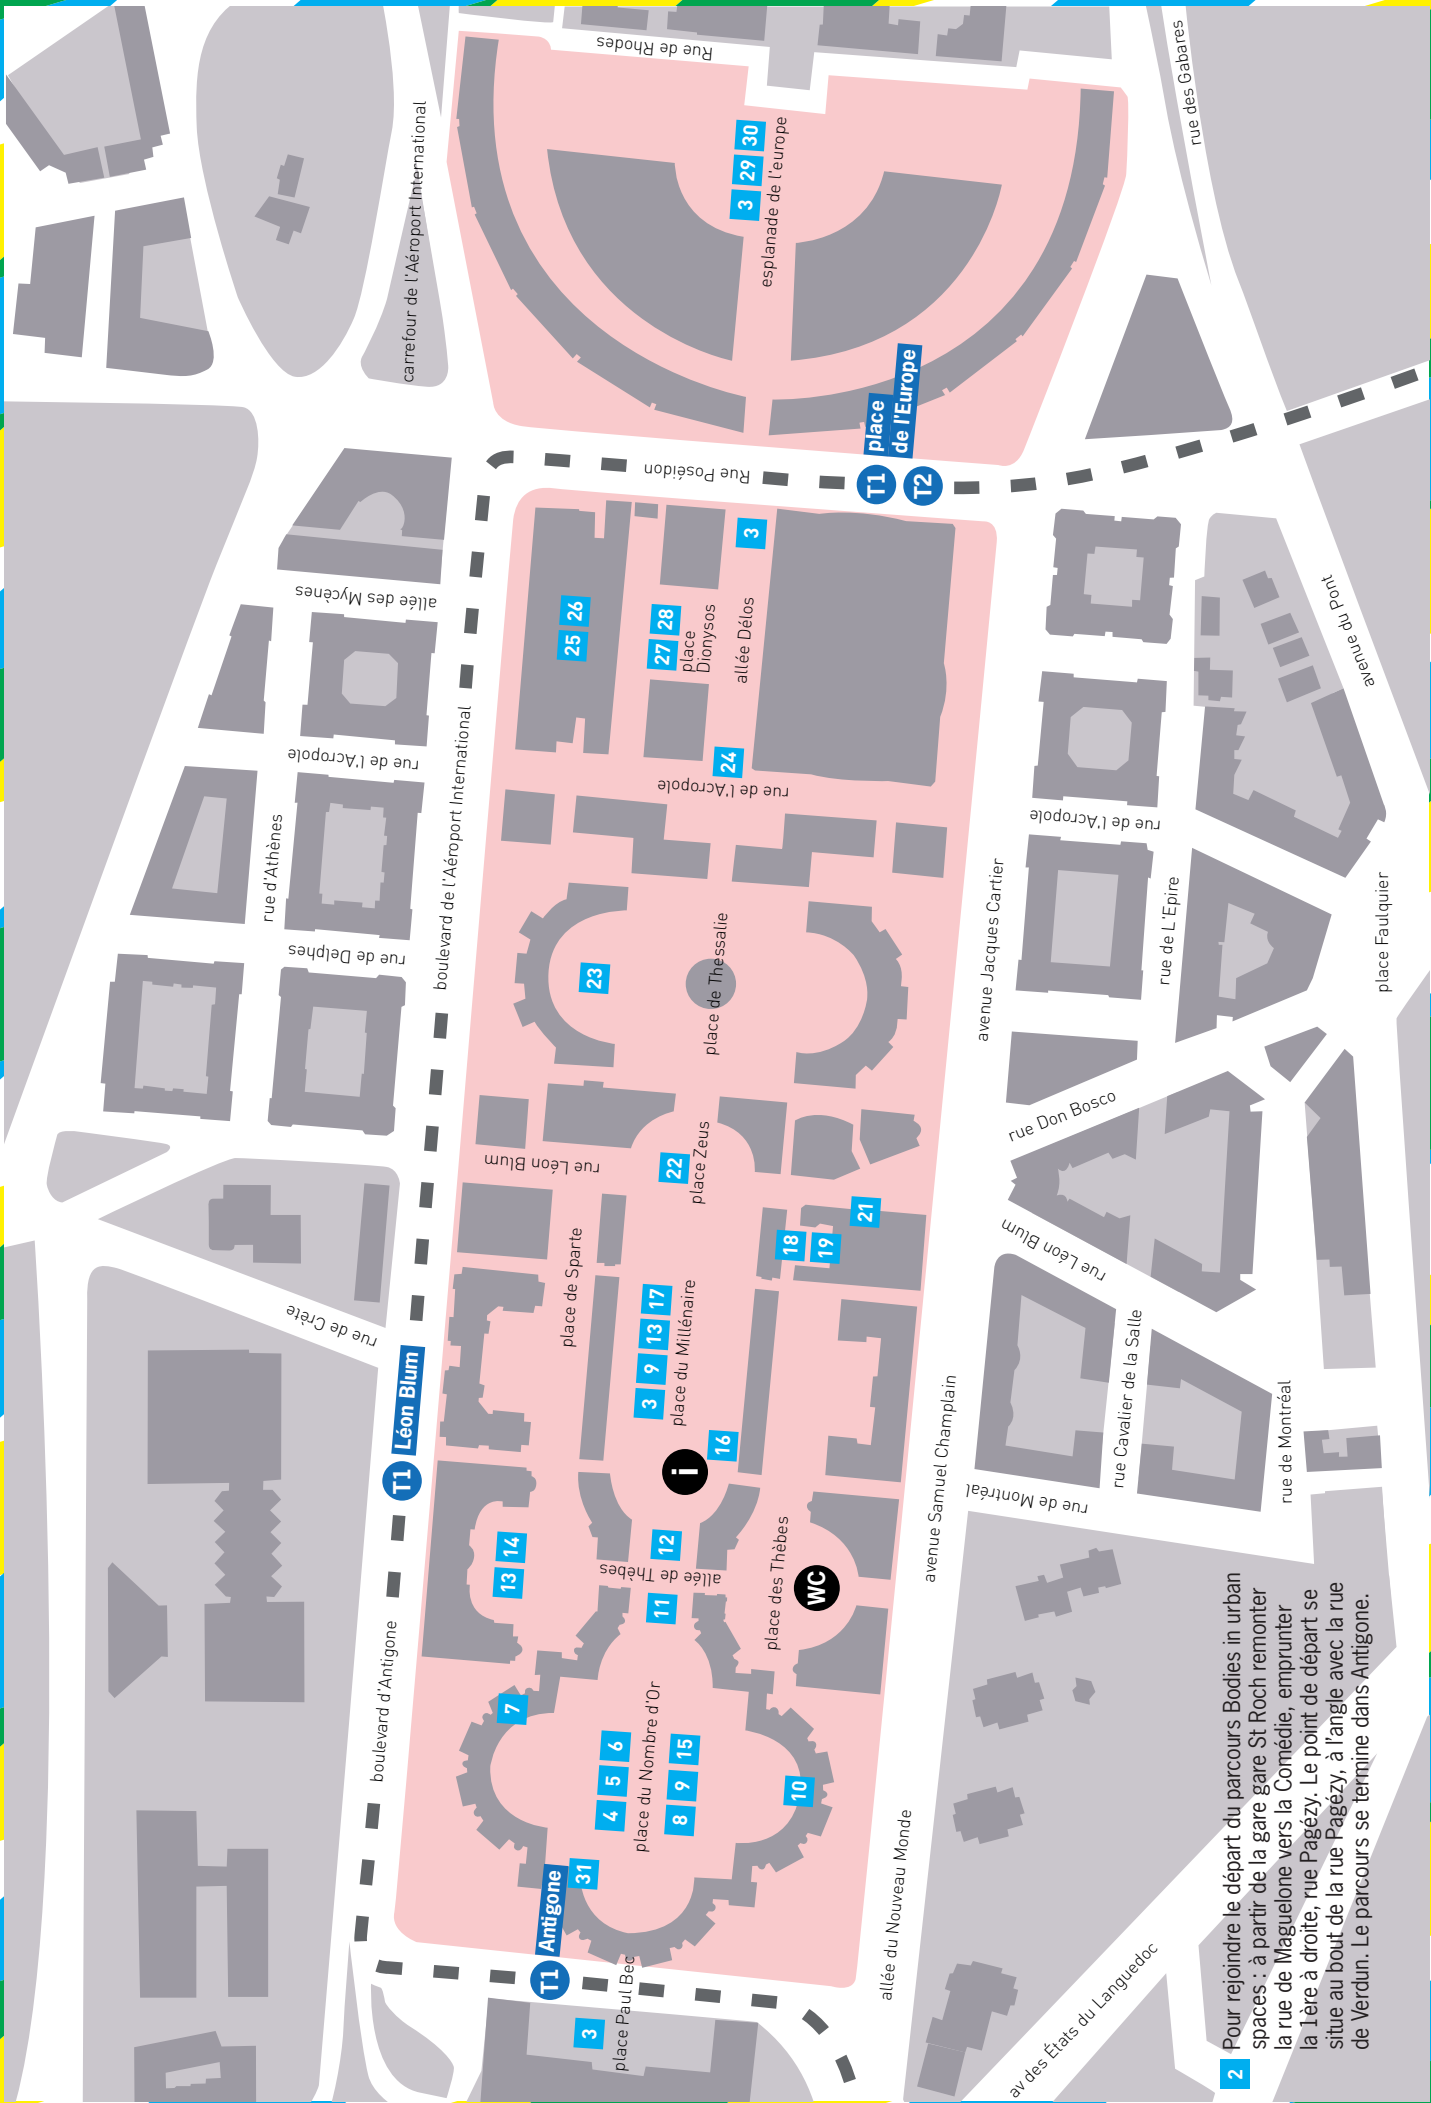 2
Pour rejoindre le départ du parcours Bodies in urban
spaces : à partir de la gare gare St Roch remonter
la rue de Maguelone vers la Comédie, emprunter
la 1ère à droite, rue Pagézy. Le point de départ se
situe au bout de la rue Pagézy, à l'angle avec la rue
de Verdun. Le parcours se termine dans Antigone.
av des États du Languedoc
allée du Nouveau Monde
place Paul Bec
3
T1 Antigone
31
boulevard d'Antigone
4 5 6
place du Nombre d'Or
8 9 15
7
10
11
12
allée de Thèbes
13 14
place des Thèbes
WC
i
16
T1 Léon Blum
rue de Crète
3 9 13 17
place du Millénaire
place de Sparte
18
19
21
22
place Zeus
rue Léon Blum
avenue Samuel Champlain
rue de Montréal
rue Cavalier de la Salle
rue de Montréal
rue Léon Blum
rue Don Bosco
avenue Jacques Cartier
rue de L'Epire
place Faulquier
23
place de Thessalie
boulevard de l'Aéroport International
rue d'Athènes
rue de Delphes
rue de l'Acropole
allée des Mycènes
rue de l'Acropole
24
rue de l'Acropole
25 26
27 28
place
Dionysos
allée Délos
3
avenue du Pont
Rue Poséidon
T1
T2
place
de l'Europe
carrefour de l'Aéroport International
3 29 30
esplanade de l'europe
Rue de Rhodes
rue des Gabares